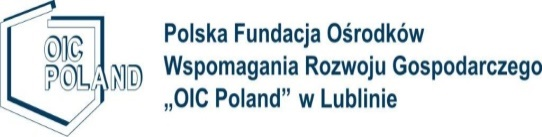 OIC
POLAND
Polska Fundacja Ośrodków
Wspomagania Rozwoju Gospodarczego
„OIC Poland” w Lublinie